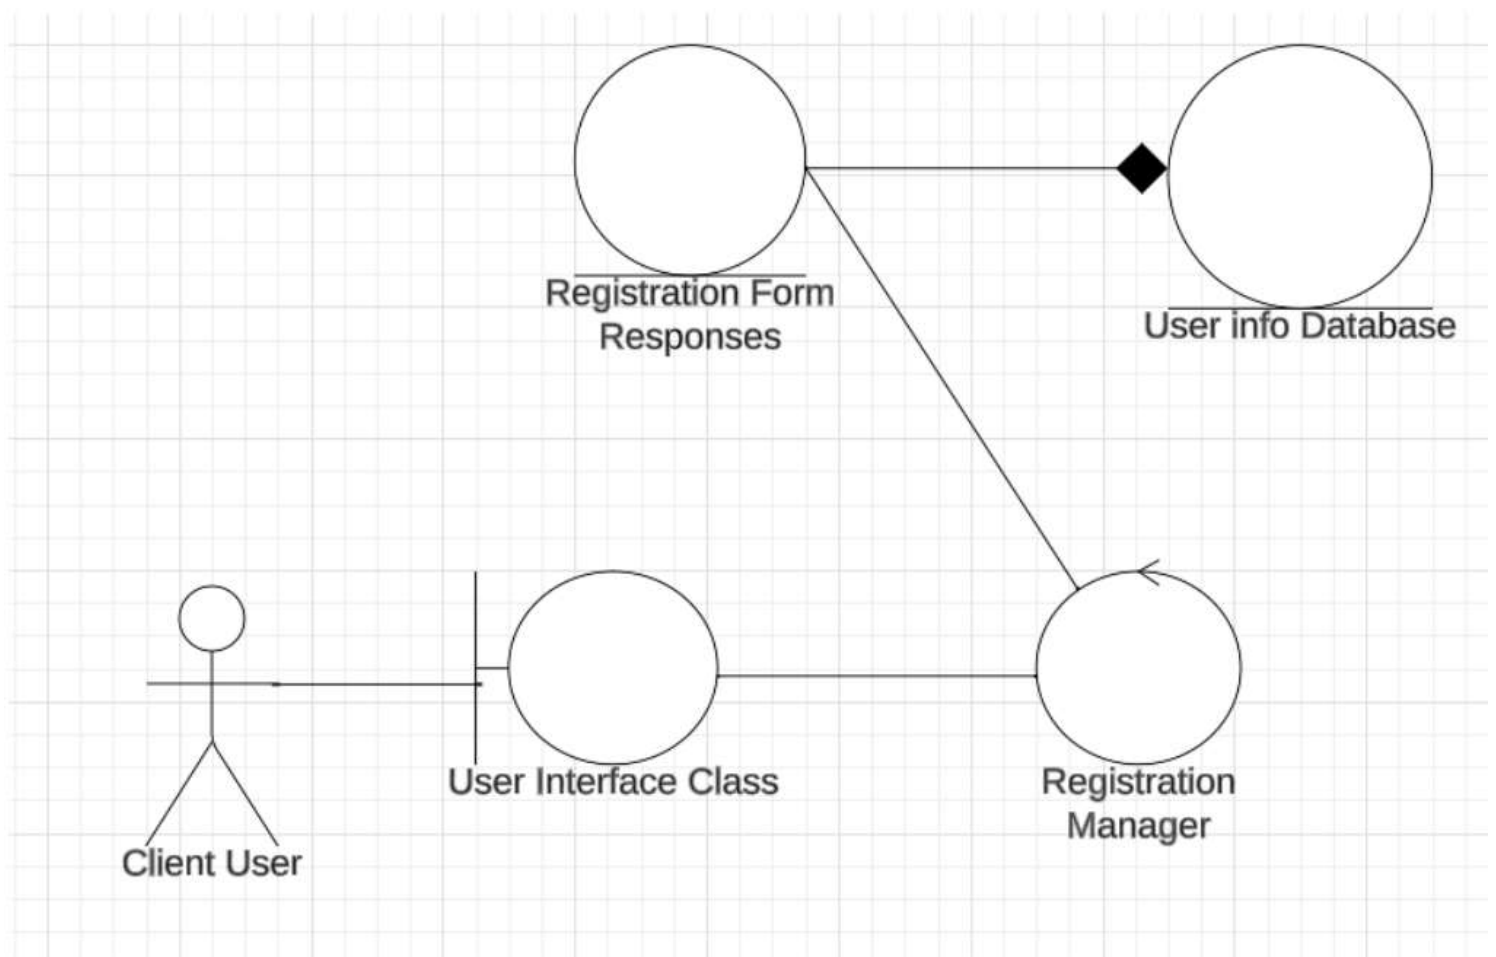 Registration Form
Responses
User info Database
User Interface Class
Registration
Manager
Client User